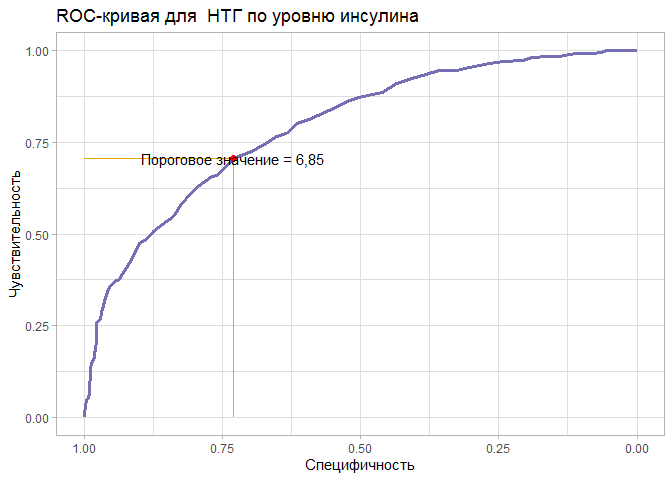 ROC-кривая для  НТГ по уровню инсулина
1.00
0.75
Пороговое значение = 6,85
Чувствительность
0.50
0.25
0.00
1.00 0.75 0.50 0.25 0.00
Специфичность